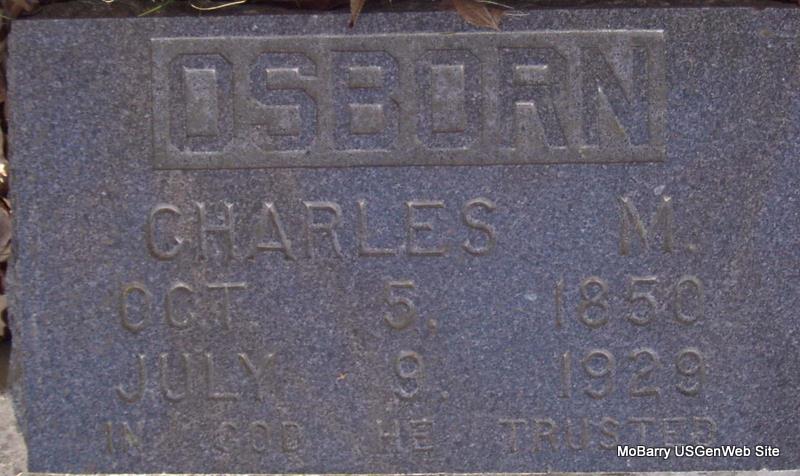 OSBORN
CHARLES M.
OCT. 5, 1850
JULY 9. 1929
IN GOD HE TRUSTED
MoBarry USGenWeb Site